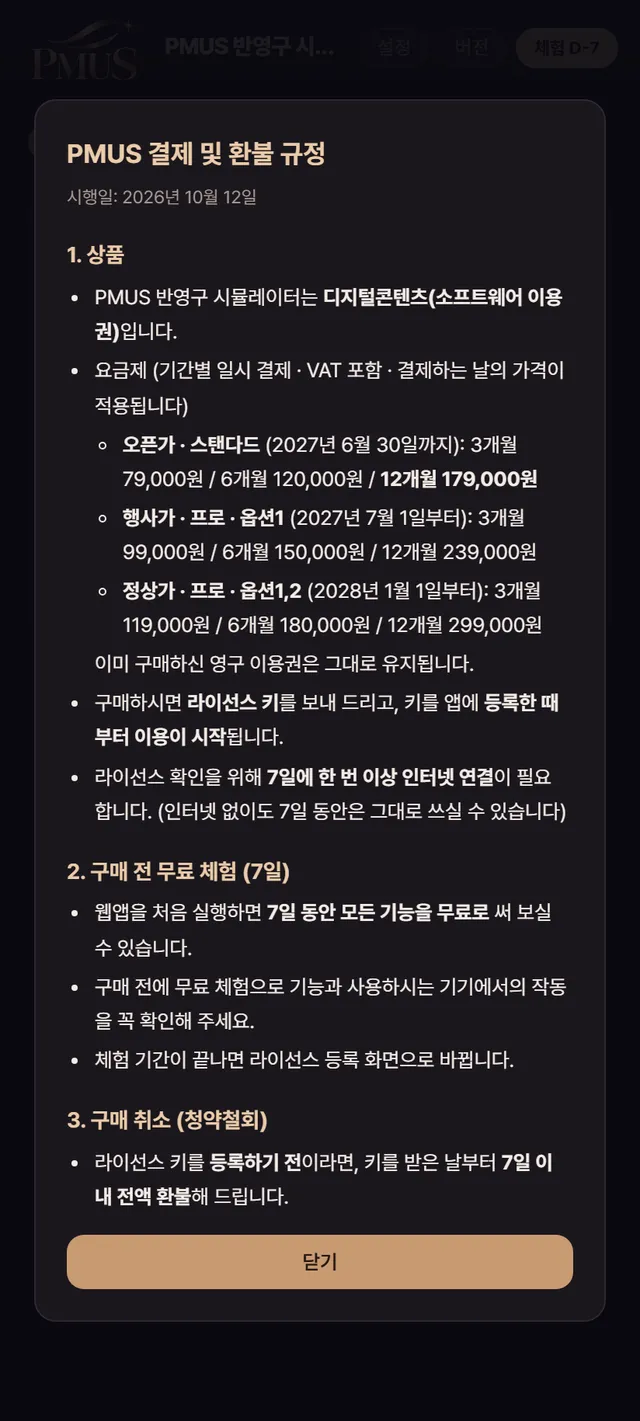 PMUS
PMUS 반영구 시...
설정
버전
체험 D-7
PMUS 결제 및 환불 규정
시행일: 2026년 10월 12일
1. 상품
• PMUS 반영구 시뮬레이터는 디지털콘텐츠(소프트웨어 이용
권)입니다.
• 요금제 (기간별 일시 결제 · VAT 포함 · 결제하는 날의 가격이
적용됩니다)
◦ 오픈가 · 스탠다드 (2027년 6월 30일까지): 3개월
79,000원 / 6개월 120,000원 / 12개월 179,000원
◦ 행사가 · 프로 · 옵션1 (2027년 7월 1일부터): 3개월
99,000원 / 6개월 150,000원 / 12개월 239,000원
◦ 정상가 · 프로 · 옵션1,2 (2028년 1월 1일부터): 3개월
119,000원 / 6개월 180,000원 / 12개월 299,000원
이미 구매하신 영구 이용권은 그대로 유지됩니다.
• 구매하시면 라이선스 키를 보내 드리고, 키를 앱에 등록한 때
부터 이용이 시작됩니다.
• 라이선스 확인을 위해 7일에 한 번 이상 인터넷 연결이 필요
합니다. (인터넷 없이도 7일 동안은 그대로 쓰실 수 있습니다)
2. 구매 전 무료 체험 (7일)
• 웹앱을 처음 실행하면 7일 동안 모든 기능을 무료로 써 보실
수 있습니다.
• 구매 전에 무료 체험으로 기능과 사용하시는 기기에서의 작동
을 꼭 확인해 주세요.
• 체험 기간이 끝나면 라이선스 등록 화면으로 바뀝니다.
3. 구매 취소 (청약철회)
• 라이선스 키를 등록하기 전이라면, 키를 받은 날부터 7일 이
내 전액 환불해 드립니다.
닫기